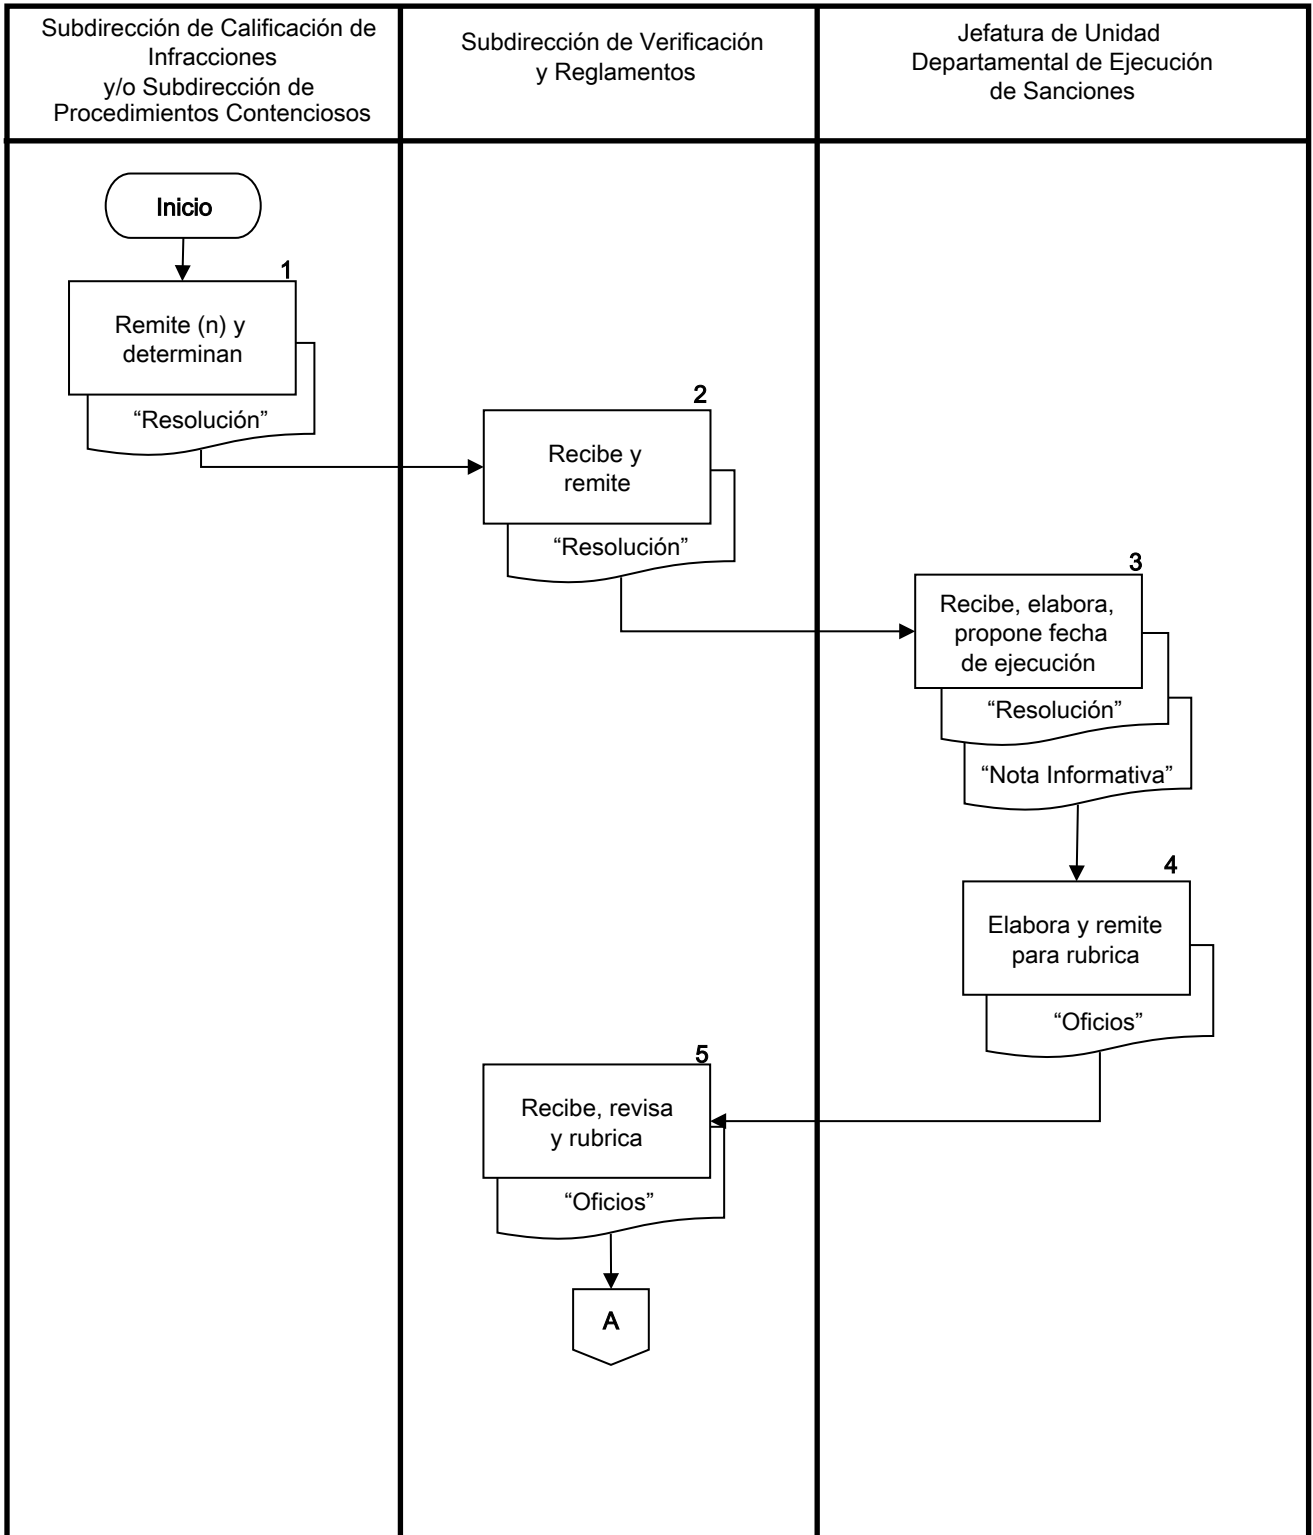 Subdirección de Calificación de
Infracciones
y/o Subdirección de
Procedimientos Contenciosos
Subdirección de Verificación
y Reglamentos
Jefatura de Unidad
Departamental de Ejecución
de Sanciones
Inicio
1
Remite (n) y
determinan
“Resolución”
2
Recibe y
remite
“Resolución”
3
Recibe, elabora,
propone fecha
de ejecución
“Resolución”
“Nota Informativa”
4
Elabora y remite
para rubrica
“Oficios”
5
Recibe, revisa
y rubrica
“Oficios”
A